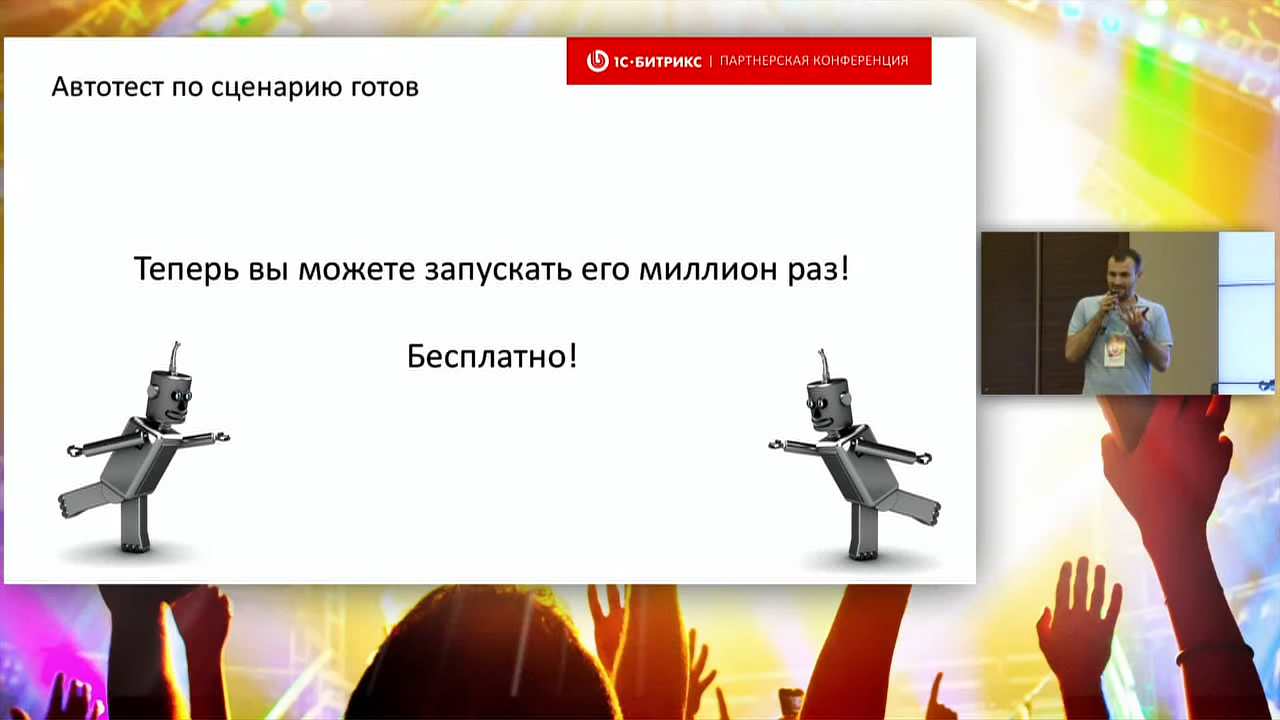 Автотест по сценарию готов
1С-БИТРИКС | ПАРТНЕРСКАЯ КОНФЕРЕНЦИЯ
Теперь вы можете запускать его миллион раз!
Бесплатно!